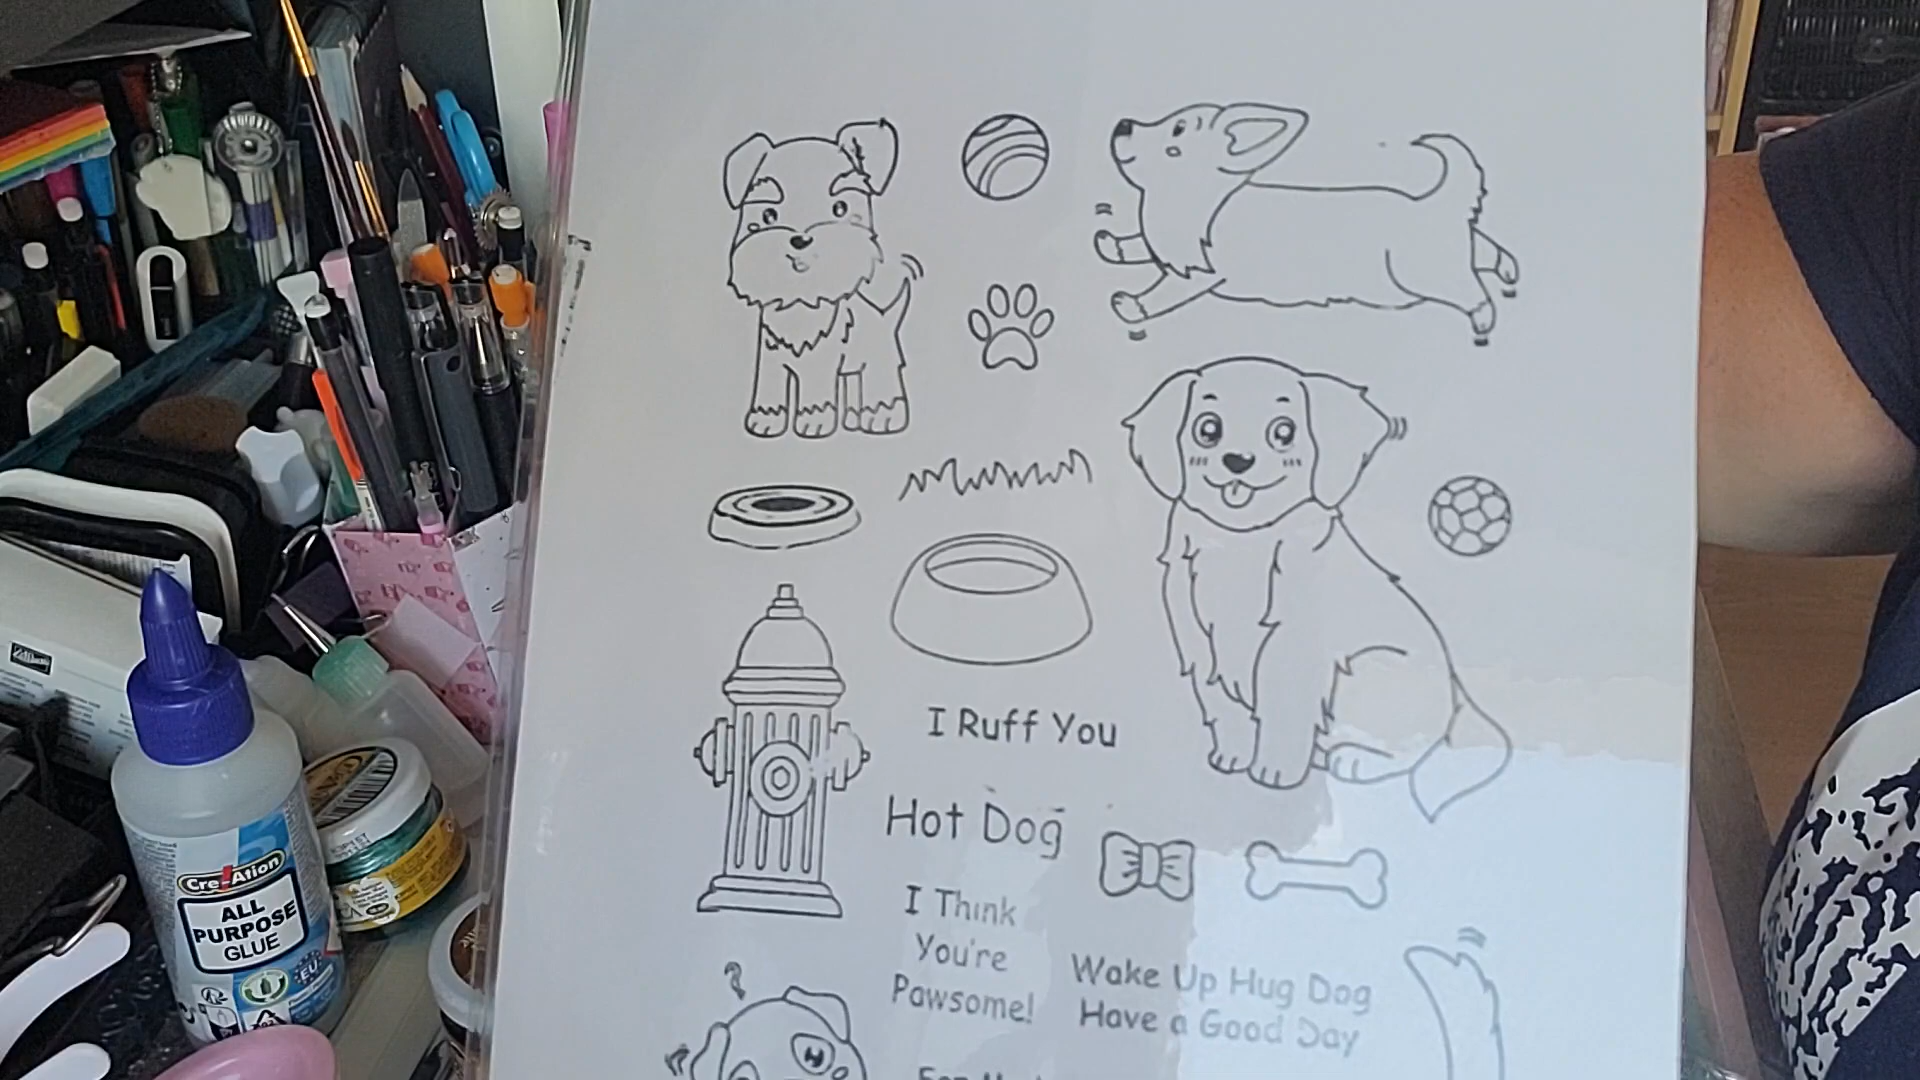 I Ruff You
Hot Dog
I Think
You're
Pawsome!
Wake Up Hug Dog
Have a Good Day
Cre-Ation
ALL
PURPOSE
GLUE
EU